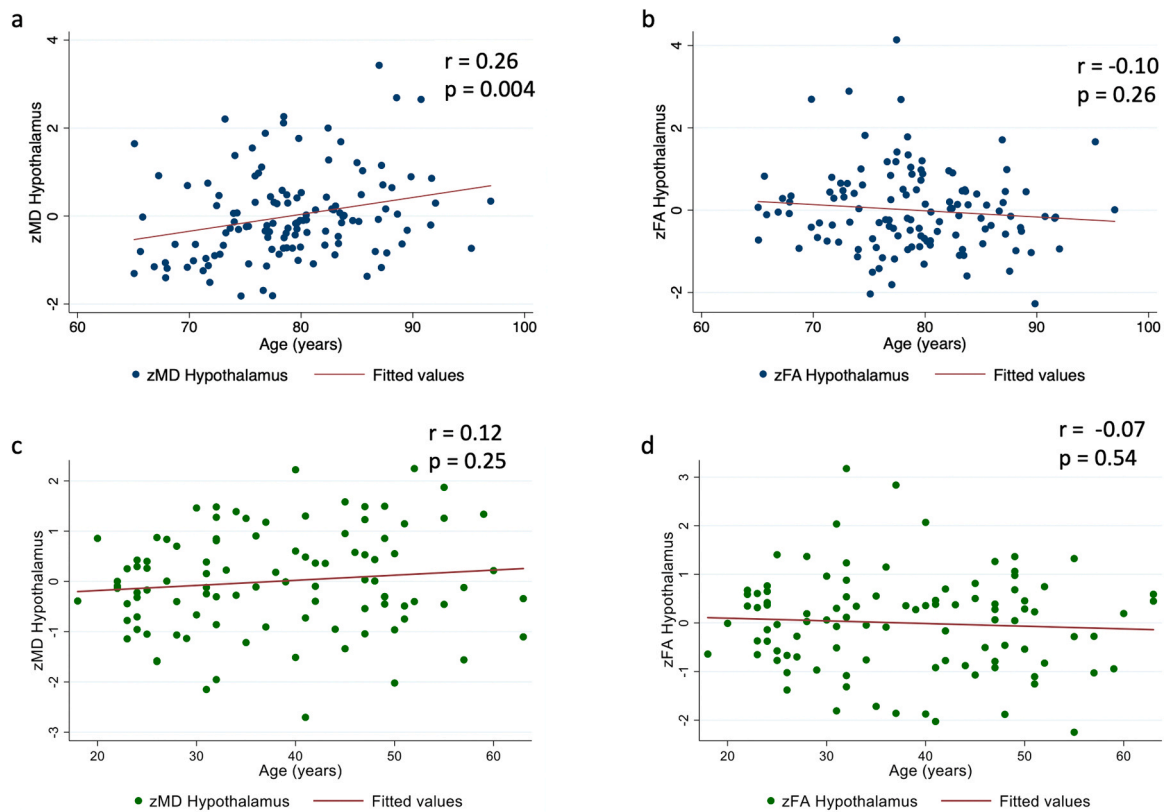 a
r = 0.26
p = 0.004
zMD Hypothalamus
4
2
0
-2
60
70
80
90
100
Age (years)
zMD Hypothalamus
Fitted values
b
r = -0.10
p = 0.26
zFA Hypothalamus
4
2
0
-2
60
70
80
90
100
Age (years)
zFA Hypothalamus
Fitted values
c
r = 0.12
p = 0.25
zMD Hypothalamus
2
1
0
-1
-2
-3
20
30
40
50
60
Age (years)
zMD Hypothalamus
Fitted values
d
r = -0.07
p = 0.54
zFA Hypothalamus
3
2
1
0
-1
-2
20
30
40
50
60
Age (years)
zFA Hypothalamus
Fitted values